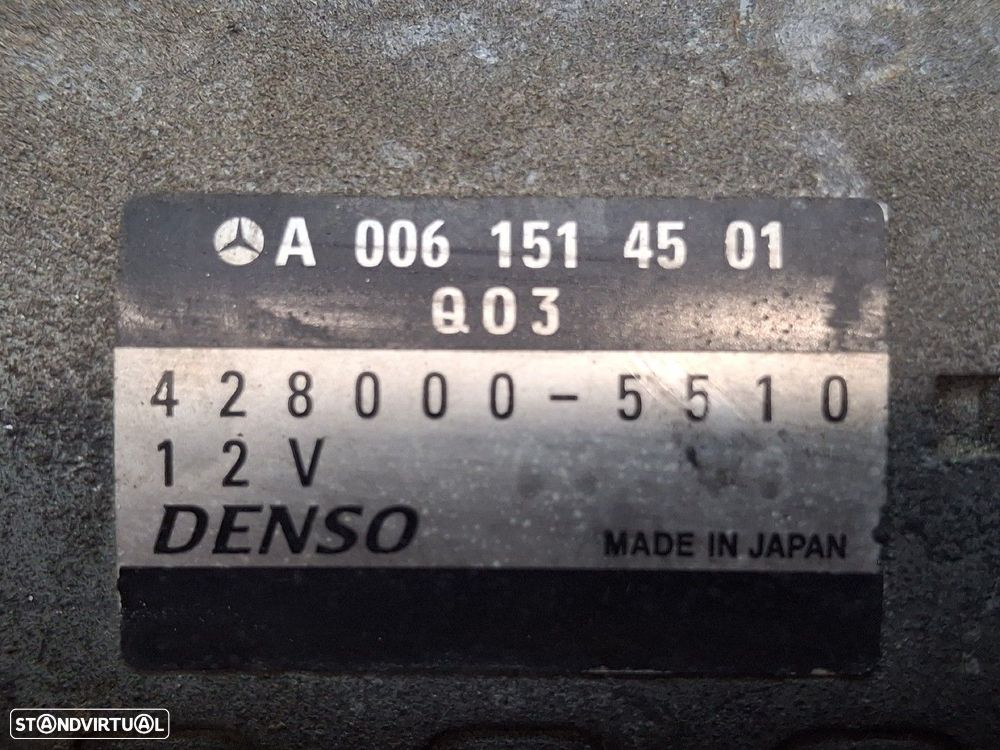 A 006 151 45 01
Q03
428000-5510
12V
DENSO
MADE IN JAPAN
STANDVIRTUAL